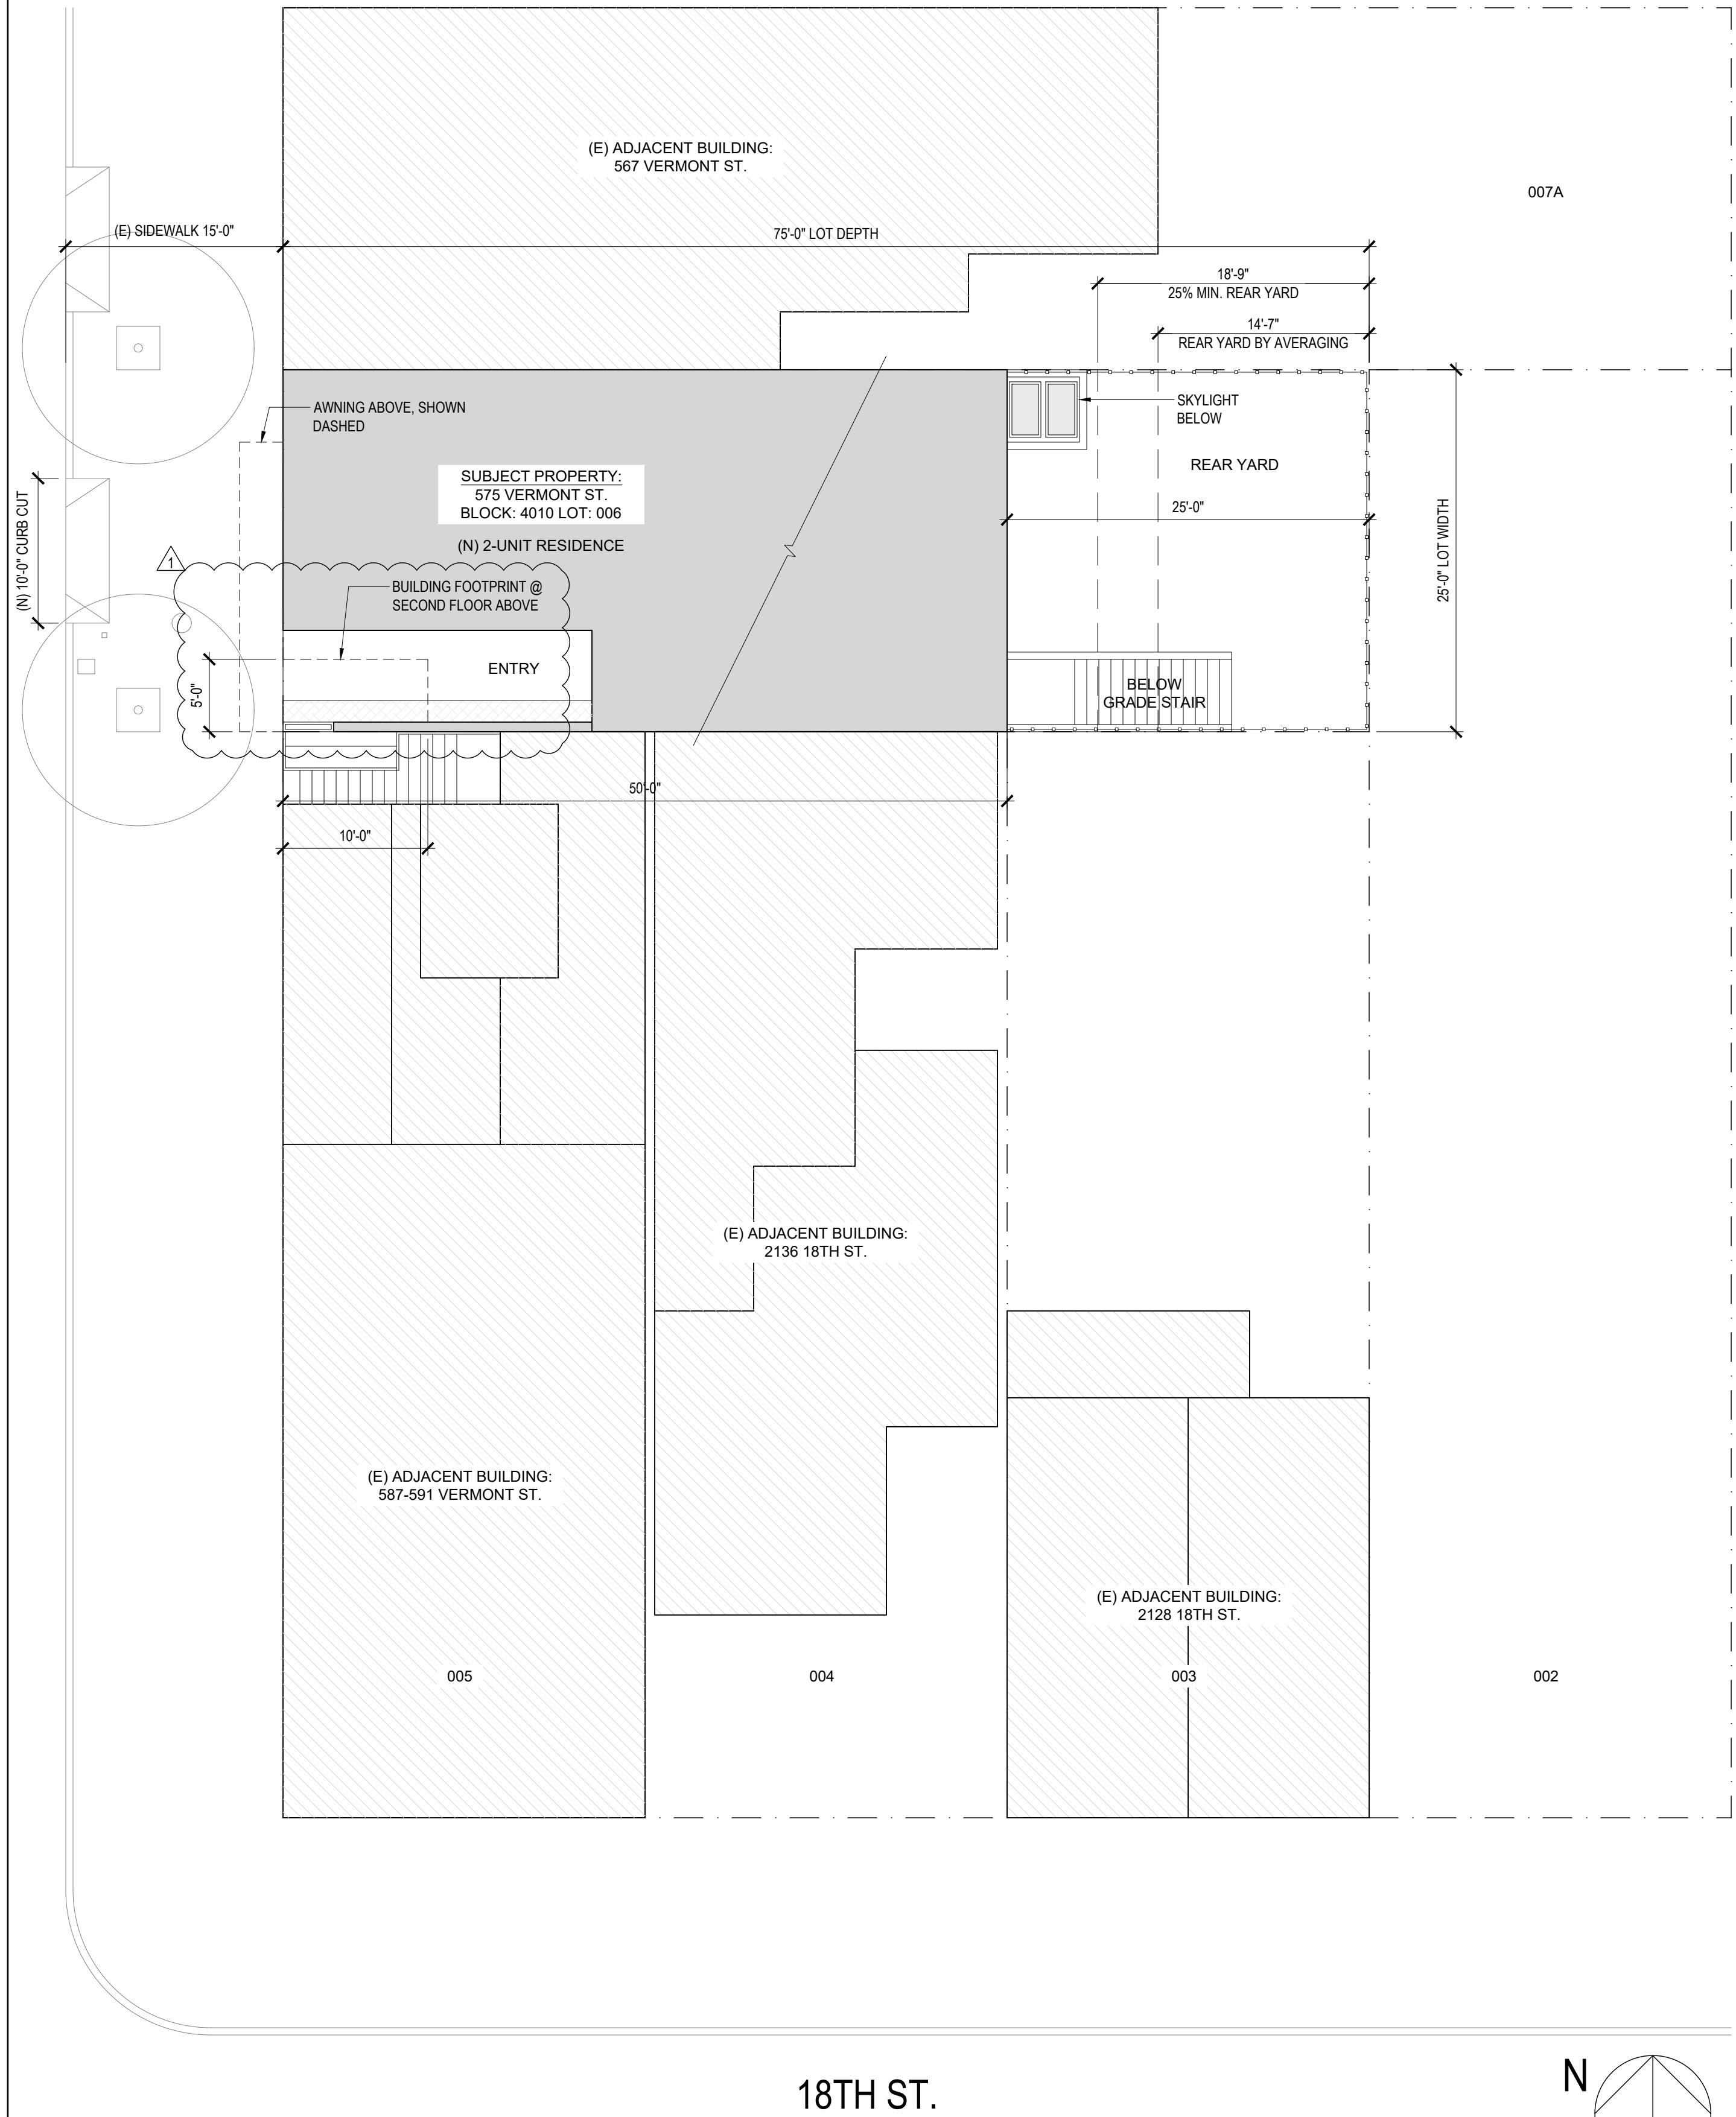 (E) ADJACENT BUILDING:
567 VERMONT ST.
007A
(E) SIDEWALK 15'-0"
75'-0" LOT DEPTH
18'-9"
25% MIN. REAR YARD
14'-7"
REAR YARD BY AVERAGING
AWNING ABOVE, SHOWN
DASHED
SKYLIGHT
BELOW
SUBJECT PROPERTY:
575 VERMONT ST.
BLOCK: 4010 LOT: 006
(N) 2-UNIT RESIDENCE
REAR YARD
25'-0"
25'-0" LOT WIDTH
(N) 10'-0" CURB CUT
1
BUILDING FOOTPRINT @
SECOND FLOOR ABOVE
ENTRY
5'-0"
BELOW
GRADE STAIR
50'-0"
10'-0"
(E) ADJACENT BUILDING:
2136 18TH ST.
(E) ADJACENT BUILDING:
587-591 VERMONT ST.
(E) ADJACENT BUILDING:
2128 18TH ST.
005
004
003
002
18TH ST.
N